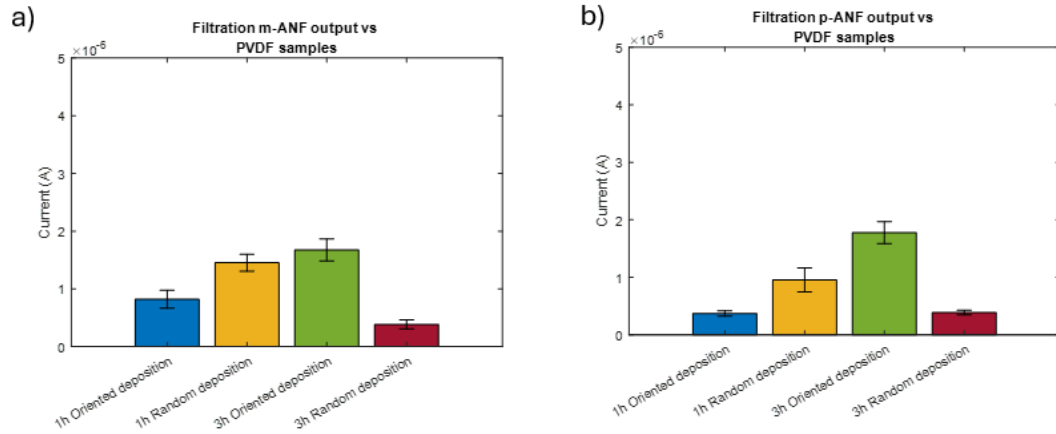 a)
Filtration m-ANF output vs
PVDF samples
×10⁻⁶
5
4
3
2
1
0
Current (A)
1h Oriented deposition
1h Random deposition
3h Oriented deposition
3h Random deposition
b)
Filtration p-ANF output vs
PVDF samples
×10⁻⁶
5
4
3
2
1
0
Current (A)
1h Oriented deposition
1h Random deposition
3h Oriented deposition
3h Random deposition